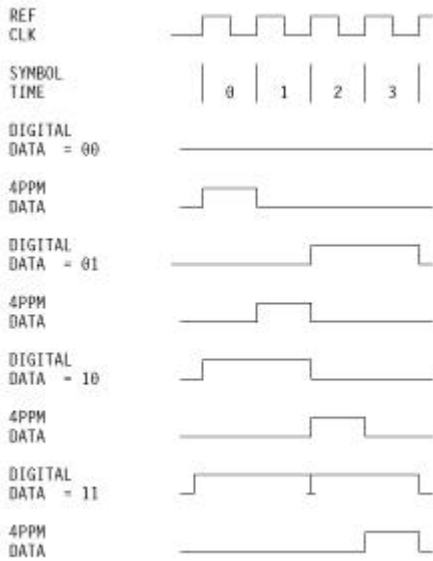 REF
CLK
SYMBOL
TIME
0 1 2 3
DIGITAL
DATA = 00
4PPM
DATA
DIGITAL
DATA = 01
4PPM
DATA
DIGITAL
DATA = 10
4PPM
DATA
DIGITAL
DATA = 11
4PPM
DATA